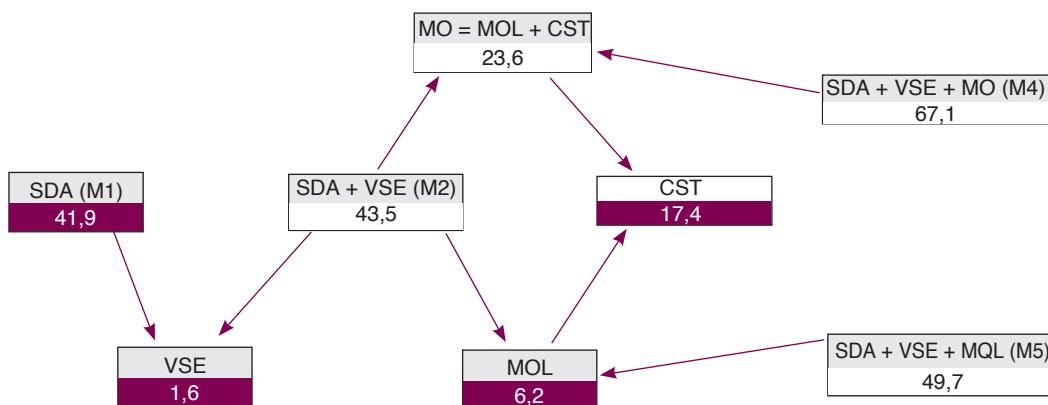 MO = MOL + CST
23,6
SDA + VSE + MO (M4)
67,1
SDA (M1)
41,9
SDA + VSE (M2)
43,5
CST
17,4
VSE
1,6
MOL
6,2
SDA + VSE + MQL (M5)
49,7